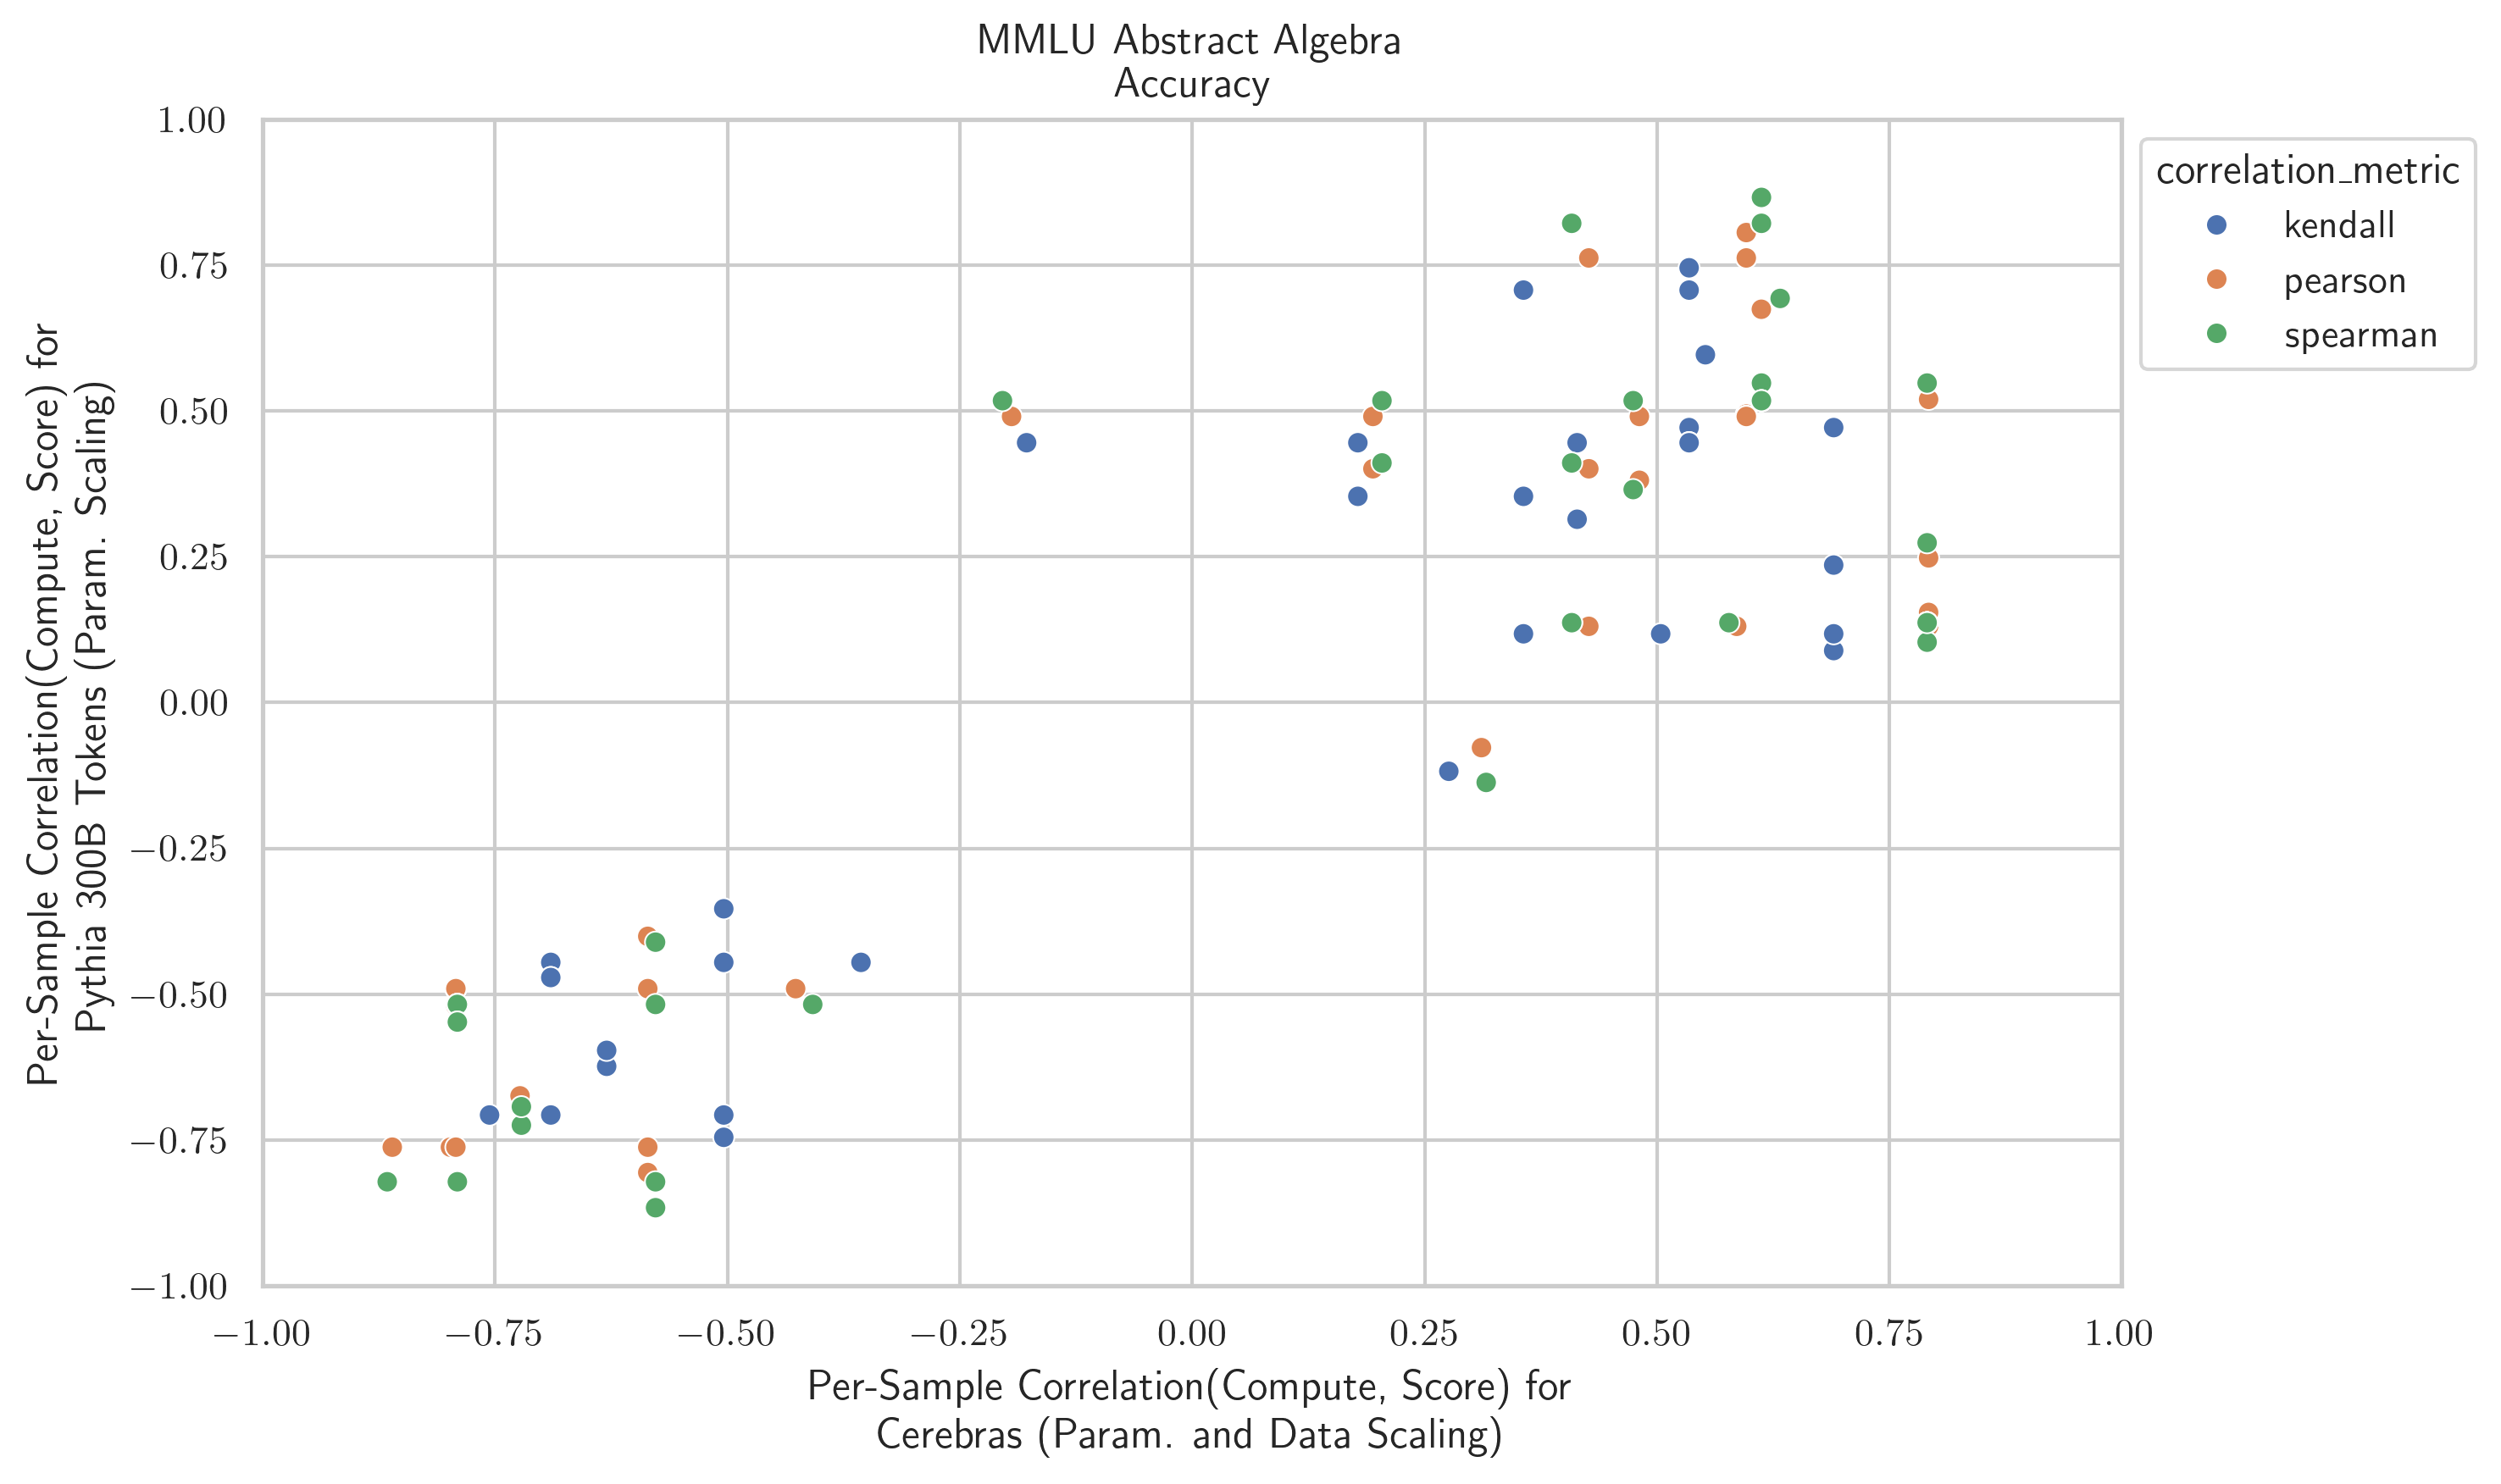 MMLU Abstract Algebra
Accuracy
1.00
0.75
0.50
0.25
0.00
−0.25
−0.50
−0.75
−1.00
Per-Sample Correlation(Compute, Score) for
Pythia 300B Tokens (Param. Scaling)
correlation_metric
kendall
pearson
spearman
−1.00 −0.75 −0.50 −0.25 0.00 0.25 0.50 0.75 1.00
Per-Sample Correlation(Compute, Score) for
Cerebras (Param. and Data Scaling)